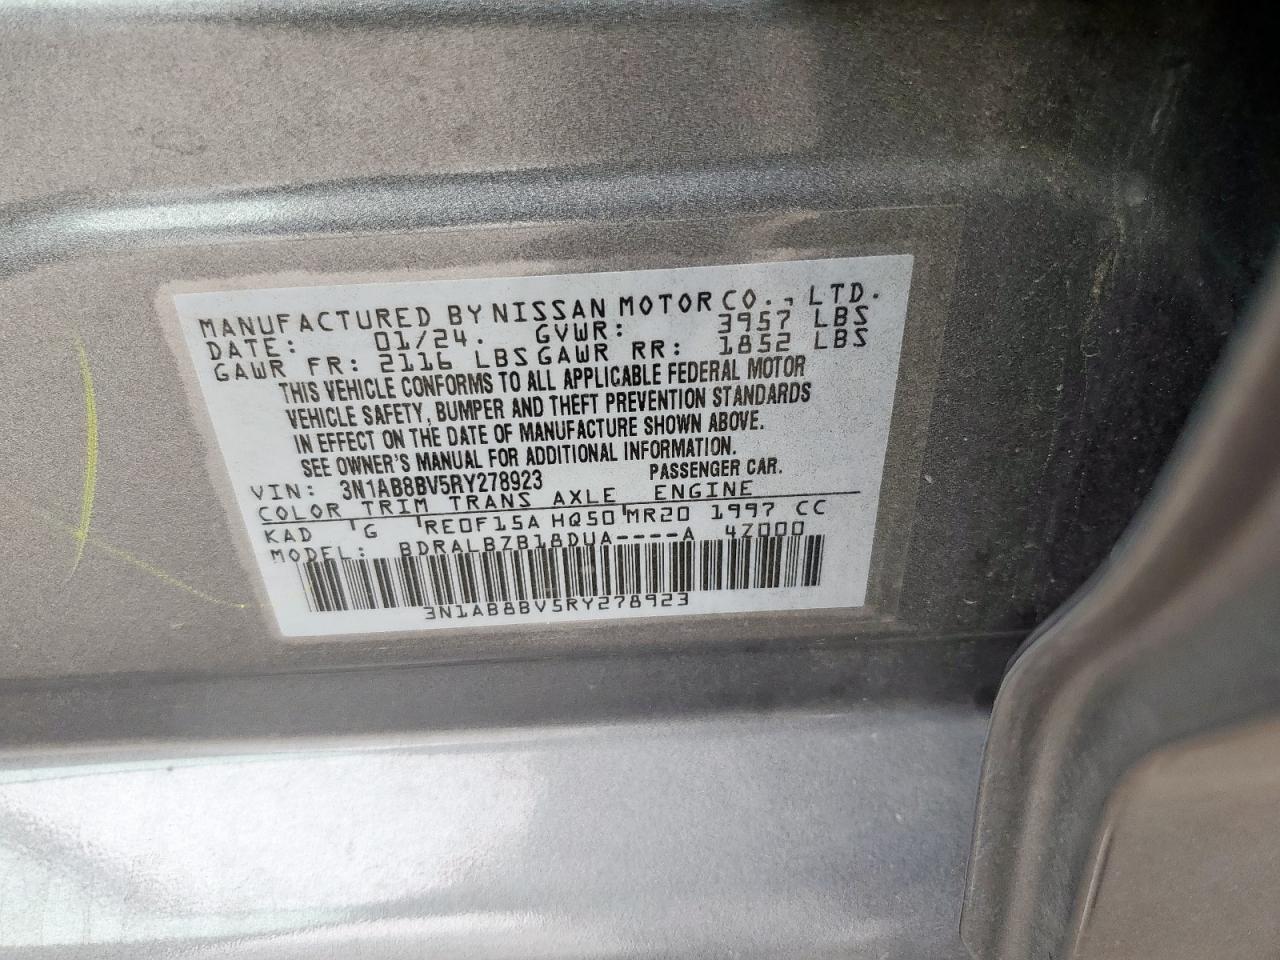 MANUFACTURED BY NISSAN MOTOR CO., LTD.
DATE: 01/24. GVWR: 3957 LBS
GAWR FR: 2116 LBS GAWR RR: 1852 LBS
THIS VEHICLE CONFORMS TO ALL APPLICABLE FEDERAL MOTOR
VEHICLE SAFETY, BUMPER AND THEFT PREVENTION STANDARDS
IN EFFECT ON THE DATE OF MANUFACTURE SHOWN ABOVE.
SEE OWNER'S MANUAL FOR ADDITIONAL INFORMATION.
VIN: 3N1AB8BV5RY278923 PASSENGER CAR.
COLOR TRIM TRANS AXLE ENGINE
KAD G RE0F15A HQ50 MR20 1997 CC
MODEL: BDRALBZB18DUA----A 4Z000
3N1AB8BV5RY278923